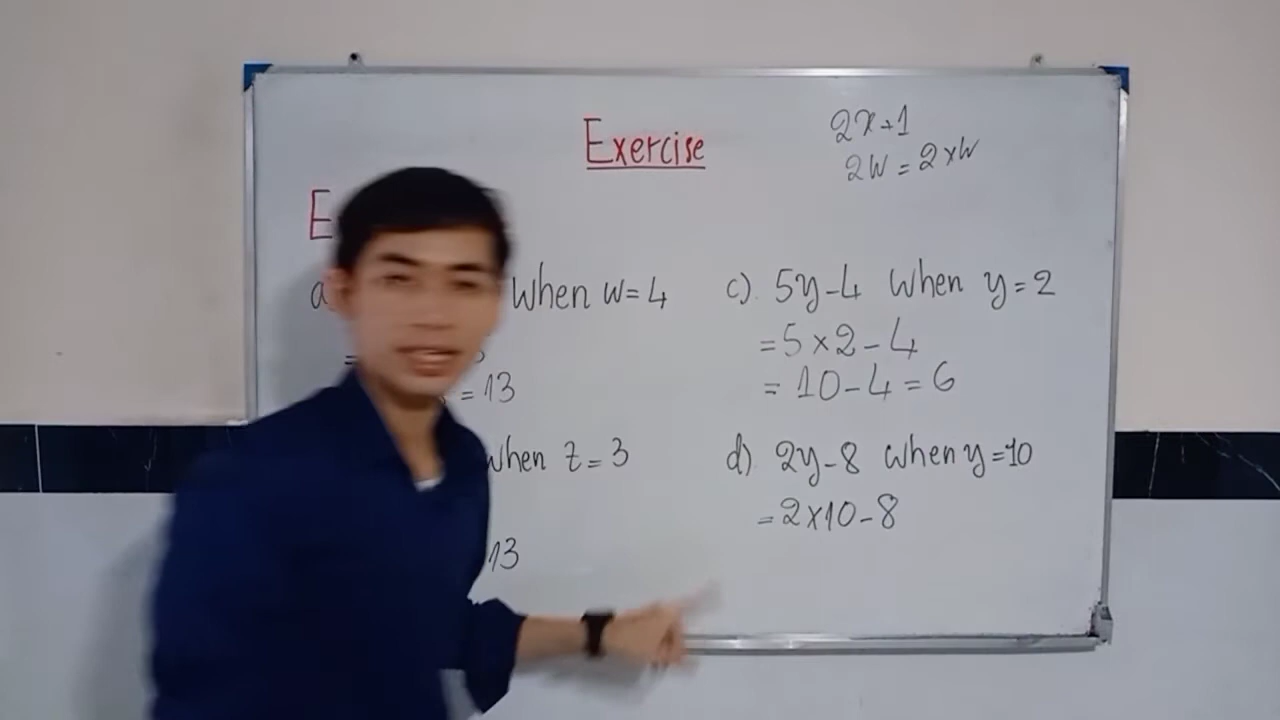 Exercise
2x+1
2w = 2×w
when w=4
= 13
when z=3
13
c). 5y-4 when y=2
=5×2-4
= 10-4=6
d). 2y-8 when y=10
=2×10-8